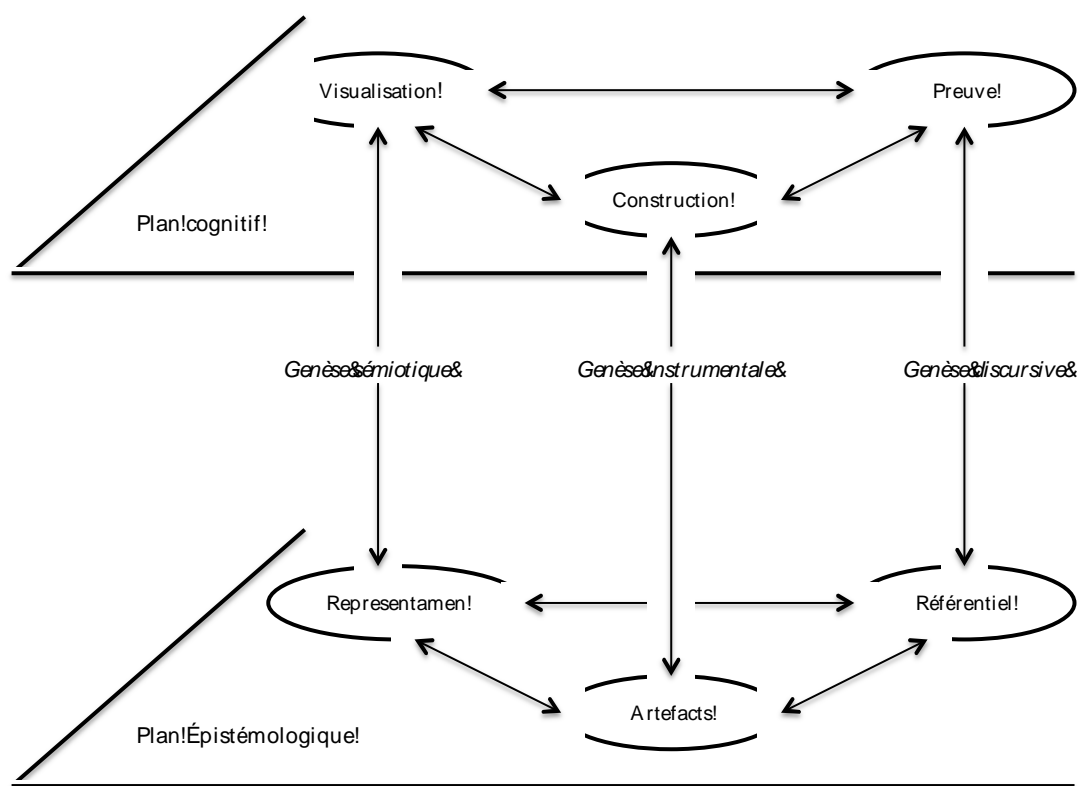 Visualisation!
Preuve!
Construction!
Plan!cognitif!
Genèse&sémiotique&
Genèse&instrumentale&
Genèse&discursive&
Representamen!
Référentiel!
Artefacts!
Plan!Épistémologique!